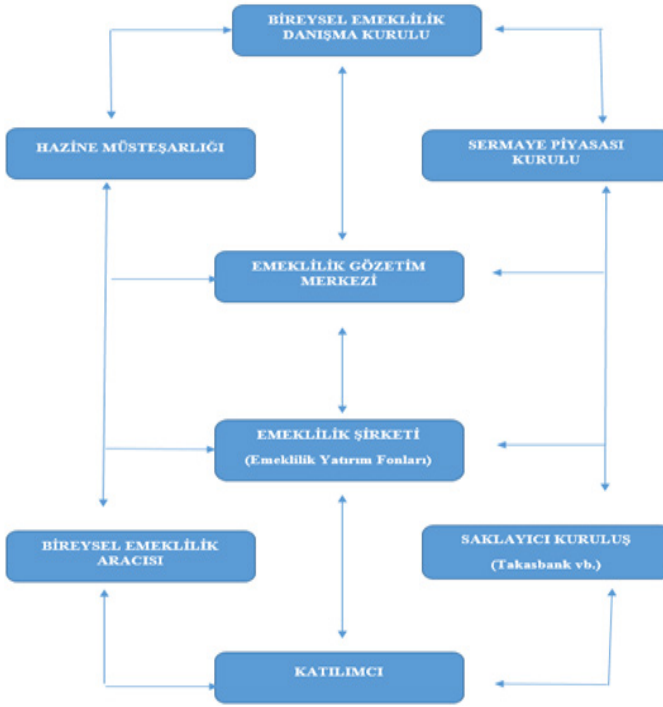 BİREYSEL EMEKLİLİK
DANIŞMA KURULU
HAZİNE MÜSTEŞARLIĞI
SERMAYE PİYASASI
KURULU
EMEKLİLİK GÖZETİM
MERKEZİ
EMEKLİLİK ŞİRKETİ
(Emeklilik Yatırım Fonları)
BİREYSEL EMEKLİLİK
ARACISI
SAKLAYICI KURULUŞ
(Takasbank vb.)
KATILIMCI